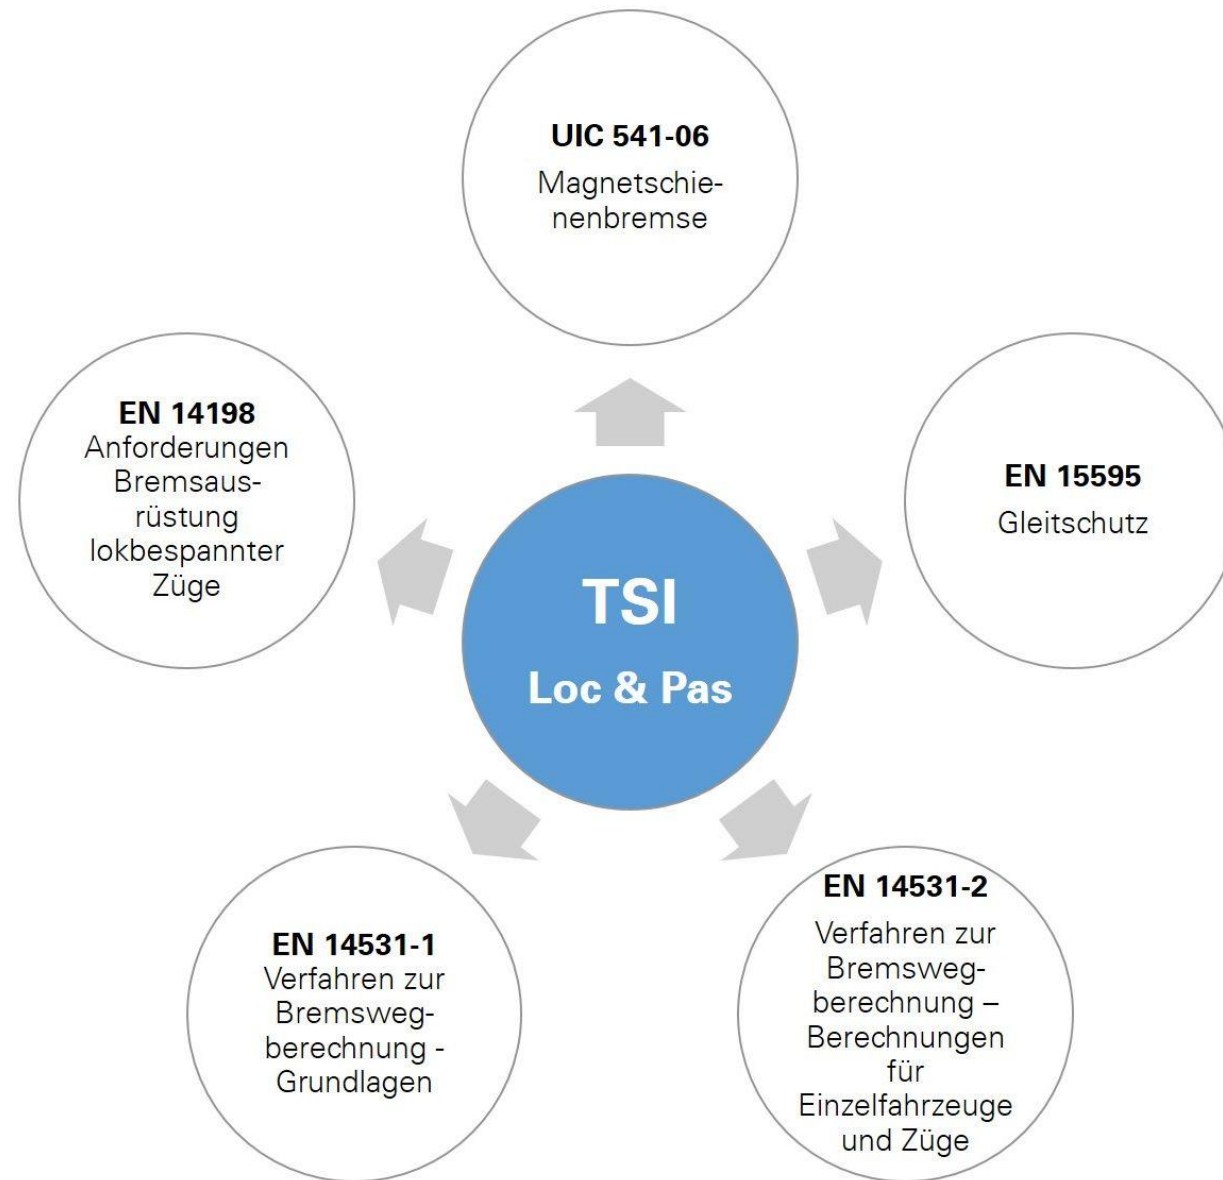 UIC 541-06
Magnetschie-
nenbremse
EN 14198
Anforderungen
Bremsaus-
rüstung
lokbespannter
Züge
EN 15595
Gleitschutz
TSI
Loc & Pas
EN 14531-1
Verfahren zur
Bremsweg-
berechnung -
Grundlagen
EN 14531-2
Verfahren zur
Bremsweg-
berechnung –
Berechnungen
für
Einzelfahrzeuge
und Züge